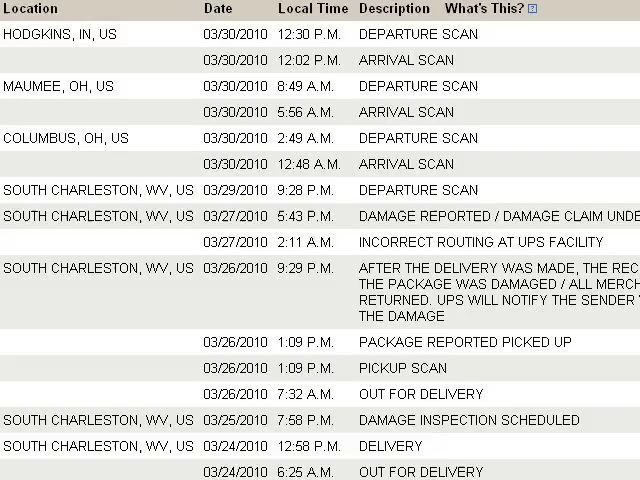 Location Date Local Time Description What's This? ?
HODGKINS, IN, US 03/30/2010 12:30 P.M. DEPARTURE SCAN
03/30/2010 12:02 P.M. ARRIVAL SCAN
MAUMEE, OH, US 03/30/2010 8:49 A.M. DEPARTURE SCAN
03/30/2010 5:56 A.M. ARRIVAL SCAN
COLUMBUS, OH, US 03/30/2010 2:49 A.M. DEPARTURE SCAN
03/30/2010 12:48 A.M. ARRIVAL SCAN
SOUTH CHARLESTON, WV, US 03/29/2010 9:28 P.M. DEPARTURE SCAN
SOUTH CHARLESTON, WV, US 03/27/2010 5:43 P.M. DAMAGE REPORTED / DAMAGE CLAIM UNDE
03/27/2010 2:11 A.M. INCORRECT ROUTING AT UPS FACILITY
SOUTH CHARLESTON, WV, US 03/26/2010 9:29 P.M. AFTER THE DELIVERY WAS MADE, THE REC
THE PACKAGE WAS DAMAGED / ALL MERCH
RETURNED. UPS WILL NOTIFY THE SENDER
THE DAMAGE
03/26/2010 1:09 P.M. PACKAGE REPORTED PICKED UP
03/26/2010 1:09 P.M. PICKUP SCAN
03/26/2010 7:32 A.M. OUT FOR DELIVERY
SOUTH CHARLESTON, WV, US 03/25/2010 7:58 P.M. DAMAGE INSPECTION SCHEDULED
SOUTH CHARLESTON, WV, US 03/24/2010 12:58 P.M. DELIVERY
03/24/2010 6:25 A.M. OUT FOR DELIVERY